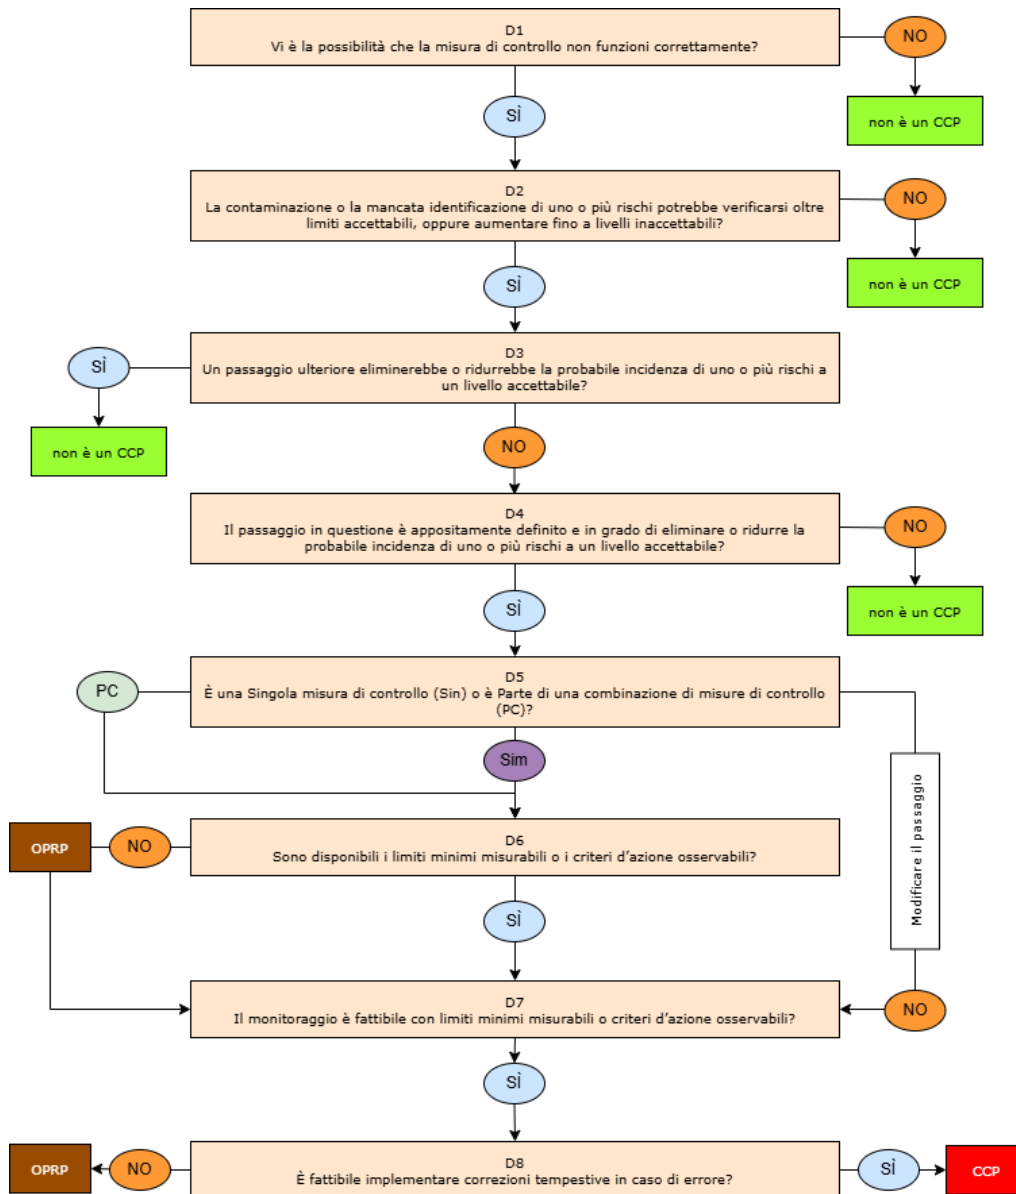 D1
Vi è la possibilità che la misura di controllo non funzioni correttamente?
NO
SÌ
non è un CCP
D2
La contaminazione o la mancata identificazione di uno o più rischi potrebbe verificarsi oltre
limiti accettabili, oppure aumentare fino a livelli inaccettabili?
NO
SÌ
non è un CCP
D3
Un passaggio ulteriore eliminerebbe o ridurrebbe la probabile incidenza di uno o più rischi a
un livello accettabile?
SÌ
non è un CCP
NO
D4
Il passaggio in questione è appositamente definito e in grado di eliminare o ridurre la
probabile incidenza di uno o più rischi a un livello accettabile?
NO
non è un CCP
SÌ
D5
È una Singola misura di controllo (Sin) o è Parte di una combinazione di misure di controllo
(PC)?
PC
Sim
Modificare il passaggio
D6
Sono disponibili i limiti minimi misurabili o i criteri d'azione osservabili?
NO
OPRP
SÌ
D7
Il monitoraggio è fattibile con limiti minimi misurabili o criteri d'azione osservabili?
NO
SÌ
D8
È fattibile implementare correzioni tempestive in caso di errore?
NO
OPRP
SÌ
CCP